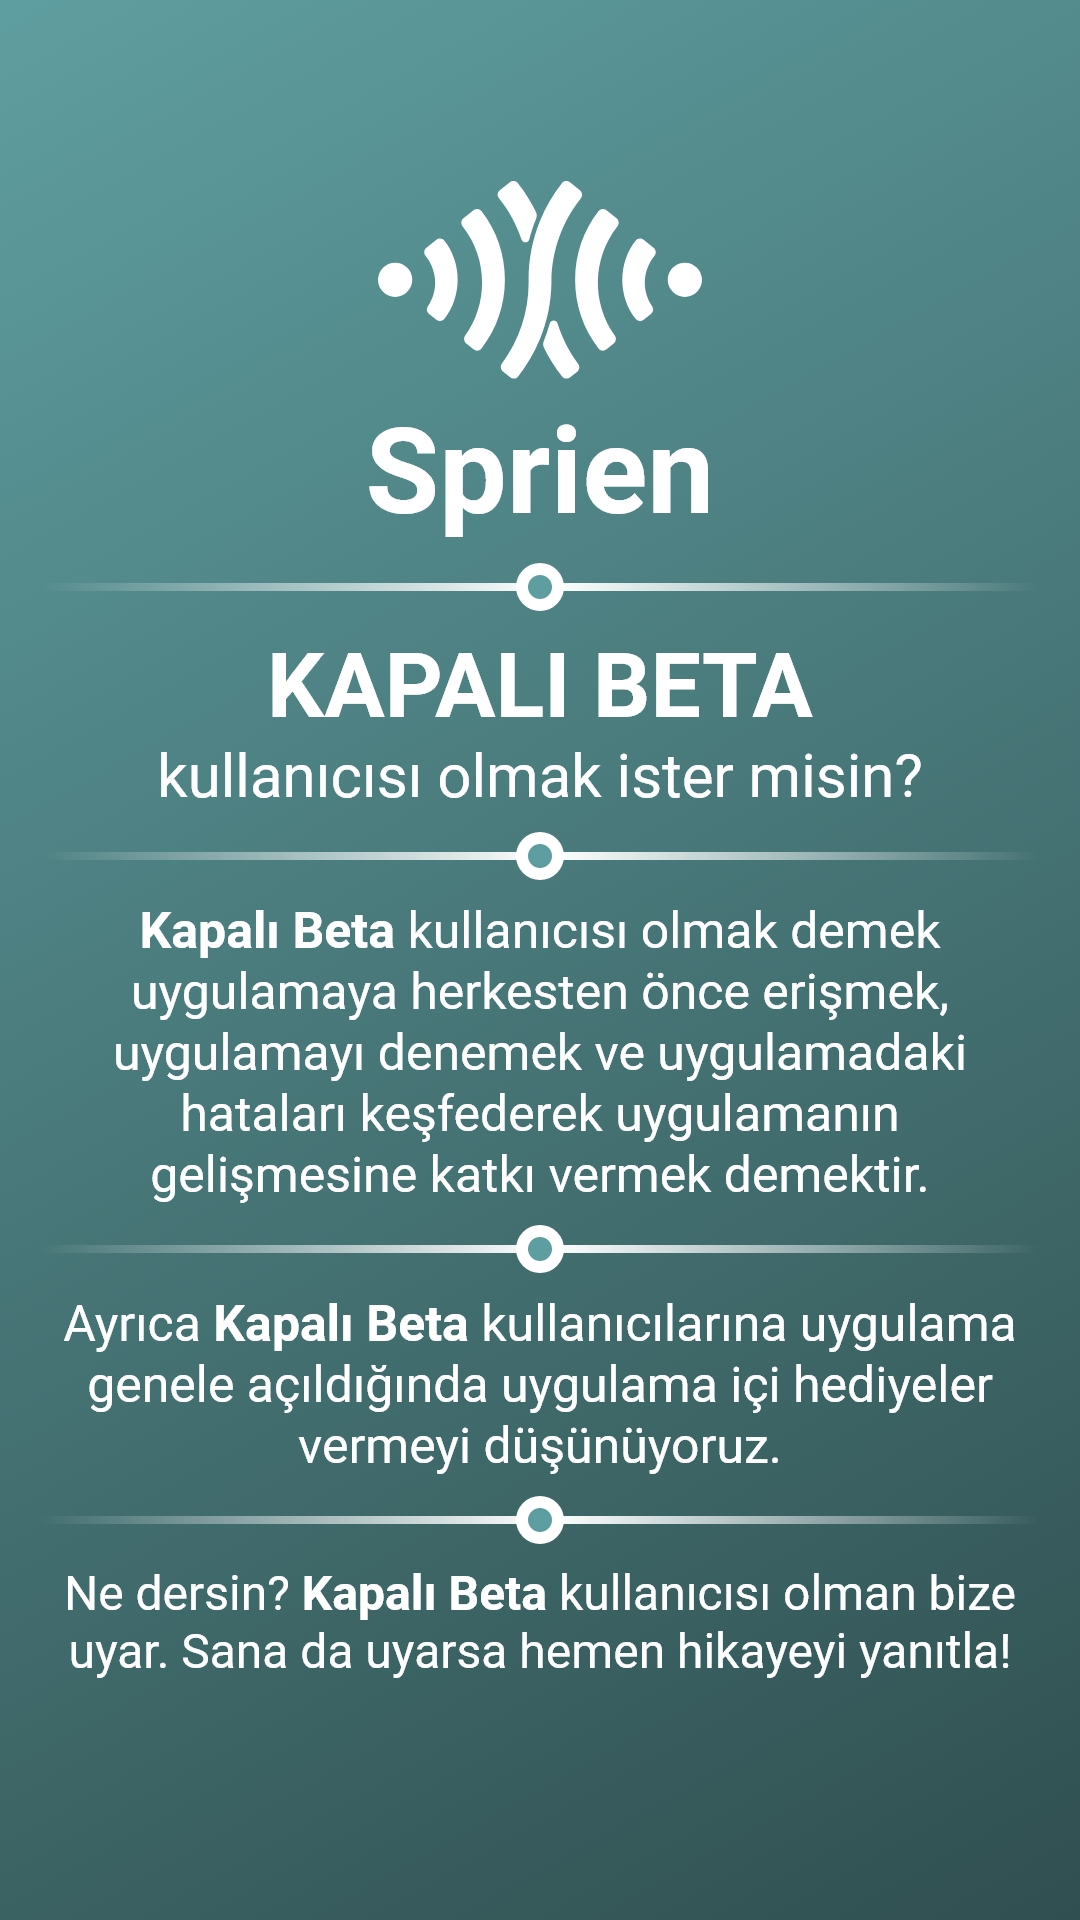 Sprien
KAPALI BETA
kullanıcısı olmak ister misin?
Kapalı Beta kullanıcısı olmak demek
uygulamaya herkesten önce erişmek,
uygulamayı denemek ve uygulamadaki
hataları keşfederek uygulamanın
gelişmesine katkı vermek demektir.
Ayrıca Kapalı Beta kullanıcılarına uygulama
genele açıldığında uygulama içi hediyeler
vermeyi düşünüyoruz.
Ne dersin? Kapalı Beta kullanıcısı olman bize
uyar. Sana da uyarsa hemen hikayeyi yanıtla!